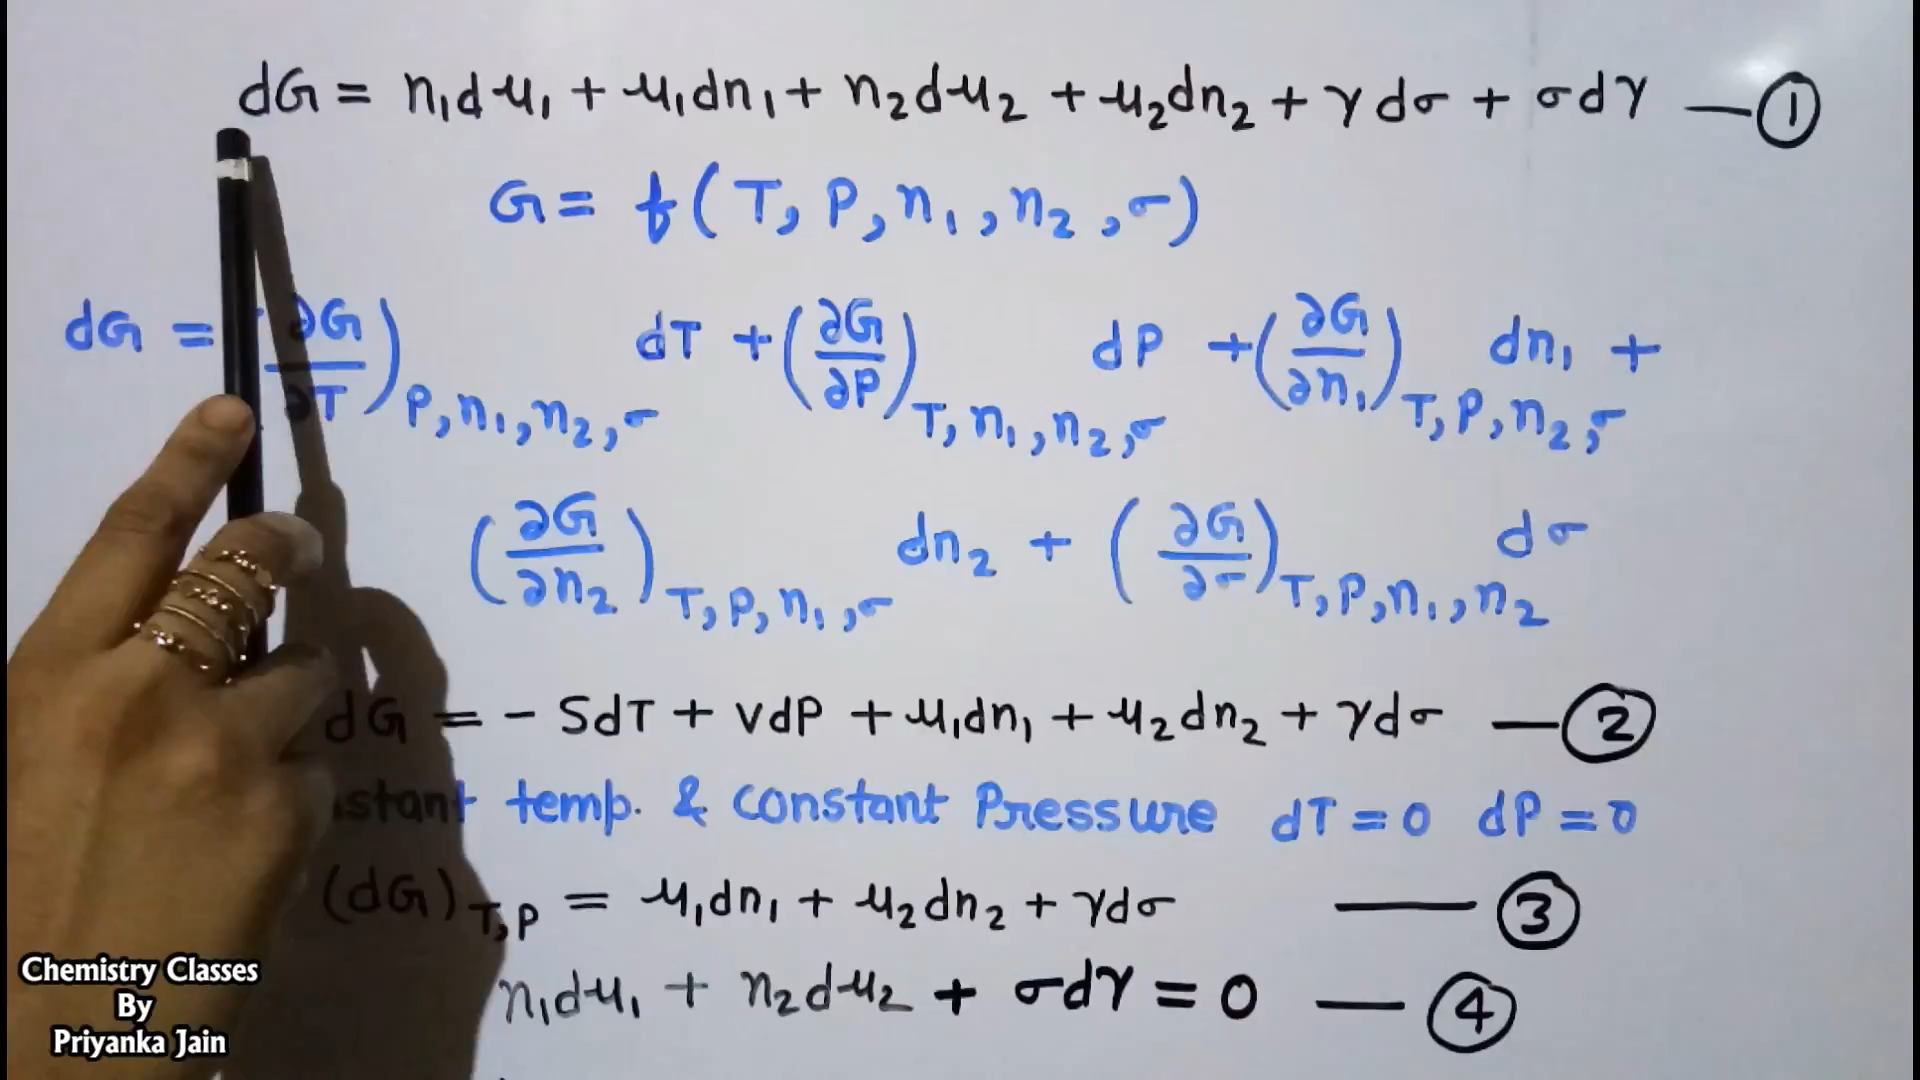 dG = n₁dμ₁ + μ₁dn₁ + n₂dμ₂ + μ₂dn₂ + γdσ + σdγ — ①
G = f(T, P, n₁, n₂, σ)
dG = (∂G/∂T)P, n₁, n₂, σ dT + (∂G/∂P)T, n₁, n₂, σ dP + (∂G/∂n₁)T, P, n₂, σ dn₁ +
(∂G/∂n₂)T, P, n₁, σ dn₂ + (∂G/∂σ)T, P, n₁, n₂ dσ
dG = - SdT + VdP + μ₁dn₁ + μ₂dn₂ + γdσ — ②
stant temp. & constant Pressure dT = 0 dP = 0
(dG)T,P = μ₁dn₁ + μ₂dn₂ + γdσ — ③
n₁dμ₁ + n₂dμ₂ + σdγ = 0 — ④
Chemistry Classes
By
Priyanka Jain